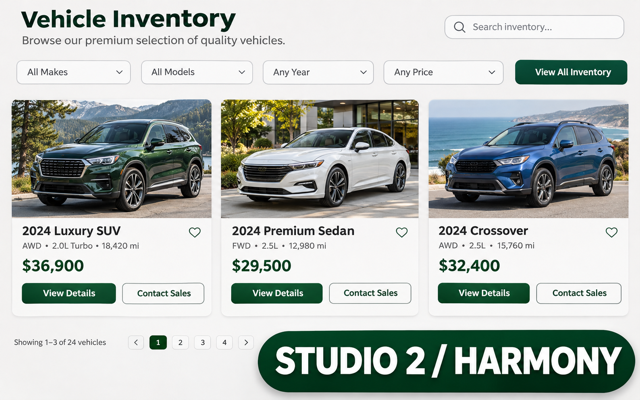 Vehicle Inventory
Browse our premium selection of quality vehicles.
Search inventory...
All Makes
All Models
Any Year
Any Price
View All Inventory
2024 Luxury SUV
AWD • 2.0L Turbo • 18,420 mi
$36,900
View Details
Contact Sales
2024 Premium Sedan
FWD • 2.5L • 12,980 mi
$29,500
View Details
Contact Sales
2024 Crossover
AWD • 2.5L • 15,760 mi
$32,400
View Details
Contact Sales
Showing 1–3 of 24 vehicles
1 2 3 4
STUDIO 2 / HARMONY